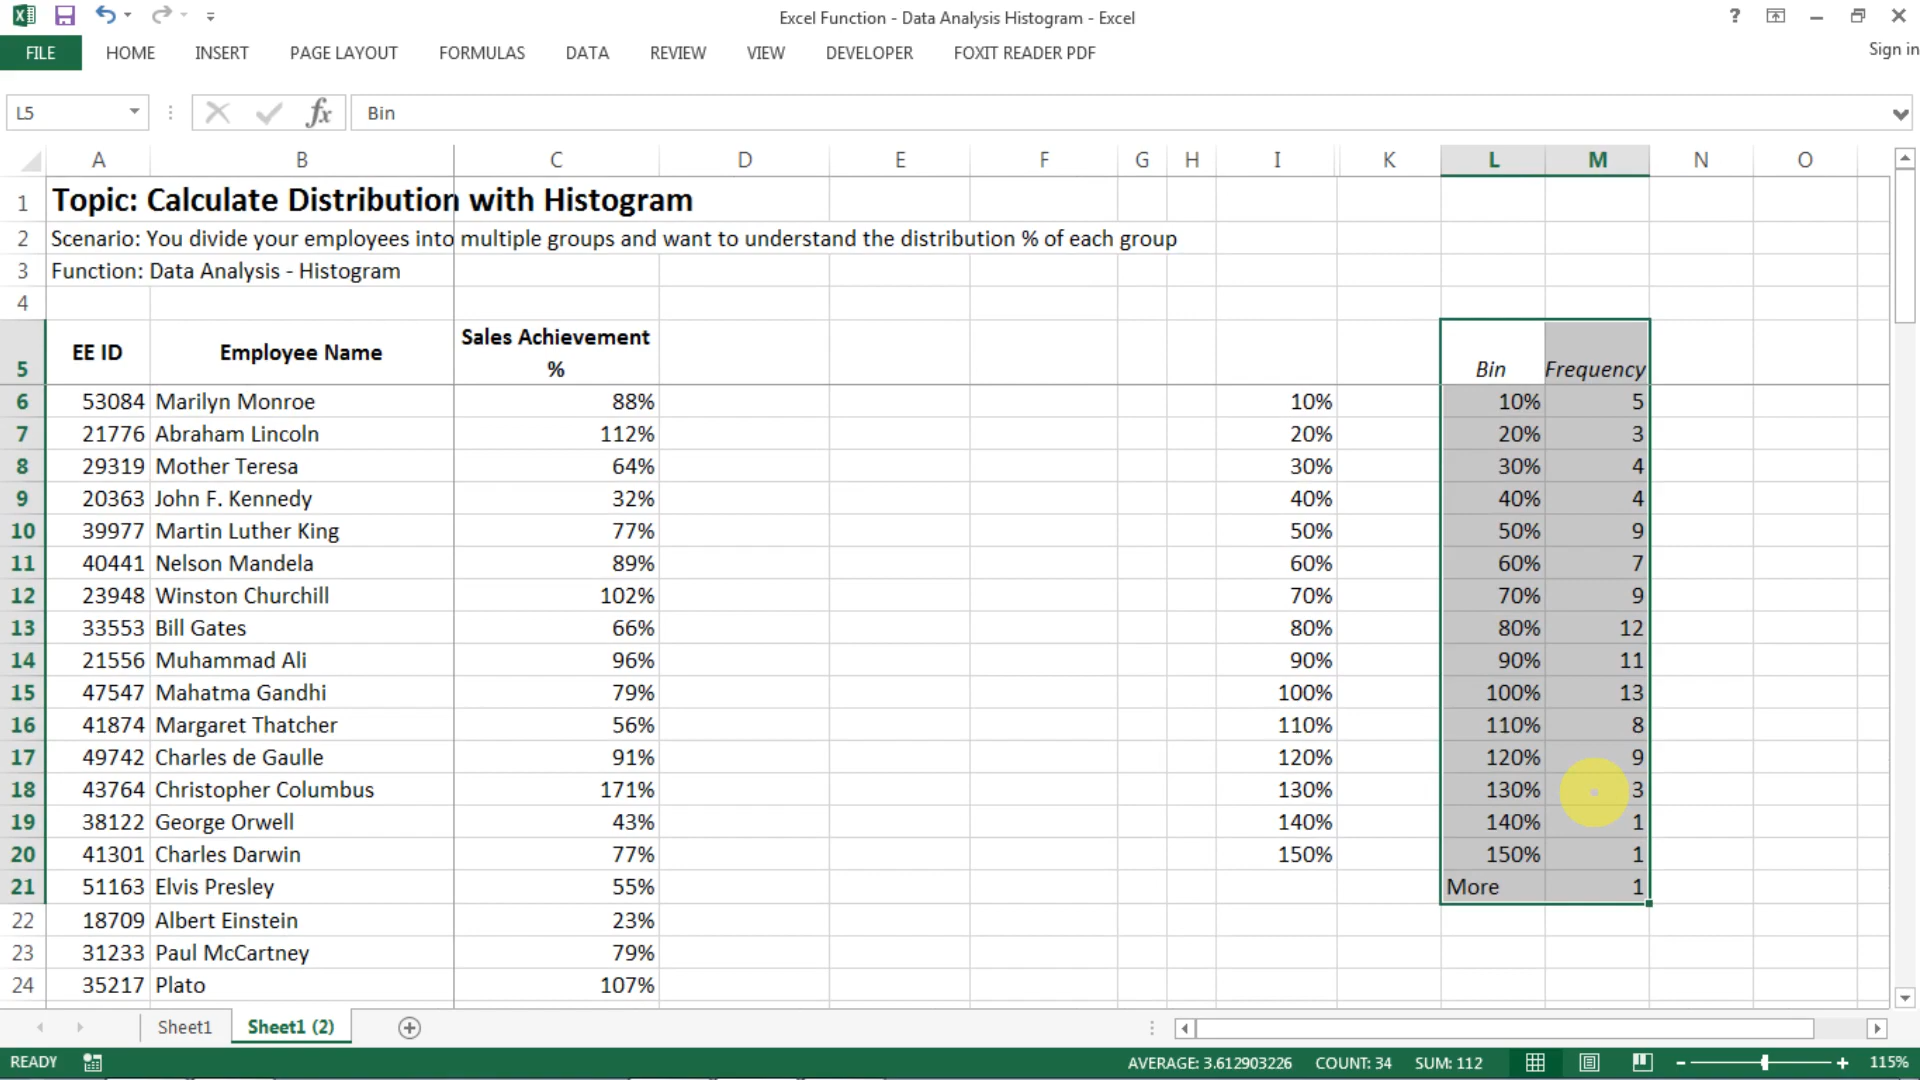 Excel Function - Data Analysis Histogram - Excel
?
FILE HOME INSERT PAGE LAYOUT FORMULAS DATA REVIEW VIEW DEVELOPER FOXIT READER PDF Sign in
L5 fx Bin
A B C D E F G H I K L M N O
1 Topic: Calculate Distribution with Histogram
2 Scenario: You divide your employees into multiple groups and want to understand the distribution % of each group
3 Function: Data Analysis - Histogram
4
5 EE ID Employee Name Sales Achievement % Bin Frequency
6 53084 Marilyn Monroe 88% 10% 10% 5
7 21776 Abraham Lincoln 112% 20% 20% 3
8 29319 Mother Teresa 64% 30% 30% 4
9 20363 John F. Kennedy 32% 40% 40% 4
10 39977 Martin Luther King 77% 50% 50% 9
11 40441 Nelson Mandela 89% 60% 60% 7
12 23948 Winston Churchill 102% 70% 70% 9
13 33553 Bill Gates 66% 80% 80% 12
14 21556 Muhammad Ali 96% 90% 90% 11
15 47547 Mahatma Gandhi 79% 100% 100% 13
16 41874 Margaret Thatcher 56% 110% 110% 8
17 49742 Charles de Gaulle 91% 120% 120% 9
18 43764 Christopher Columbus 171% 130% 130% 3
19 38122 George Orwell 43% 140% 140% 1
20 41301 Charles Darwin 77% 150% 150% 1
21 51163 Elvis Presley 55% More 1
22 18709 Albert Einstein 23%
23 31233 Paul McCartney 79%
24 35217 Plato 107%
Sheet1 Sheet1 (2)
READY AVERAGE: 3.612903226 COUNT: 34 SUM: 112 115%